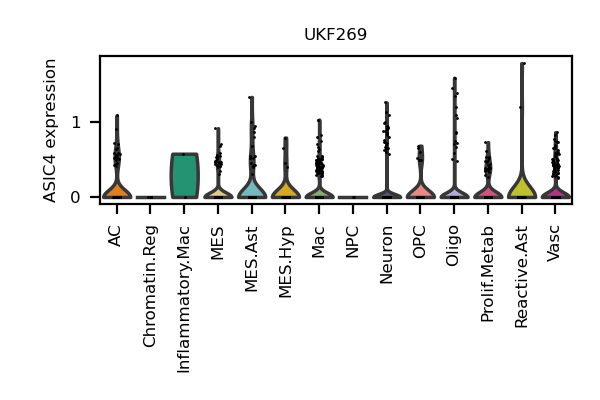 UKF269
ASIC4 expression
1
0
AC
Chromatin.Reg
Inflammatory.Mac
MES
MES.Ast
MES.Hyp
Mac
NPC
Neuron
OPC
Oligo
Prolif.Metab
Reactive.Ast
Vasc